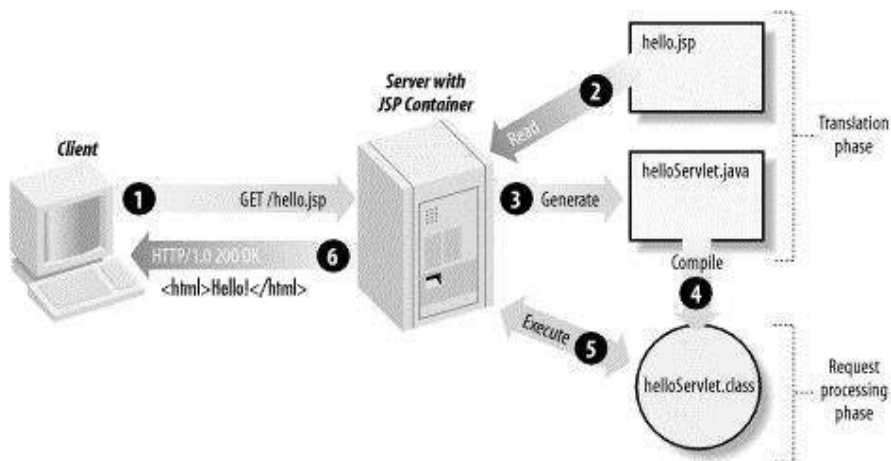 Client
1
GET /hello.jsp
HTTP/1.0 200 OK
6
<html>Hello!</html>
Server with
JSP Container
2
Read
hello.jsp
3
Generate
helloServlet.java
Compile
4
Execute
5
helloServlet.class
Translation
phase
Request
processing
phase